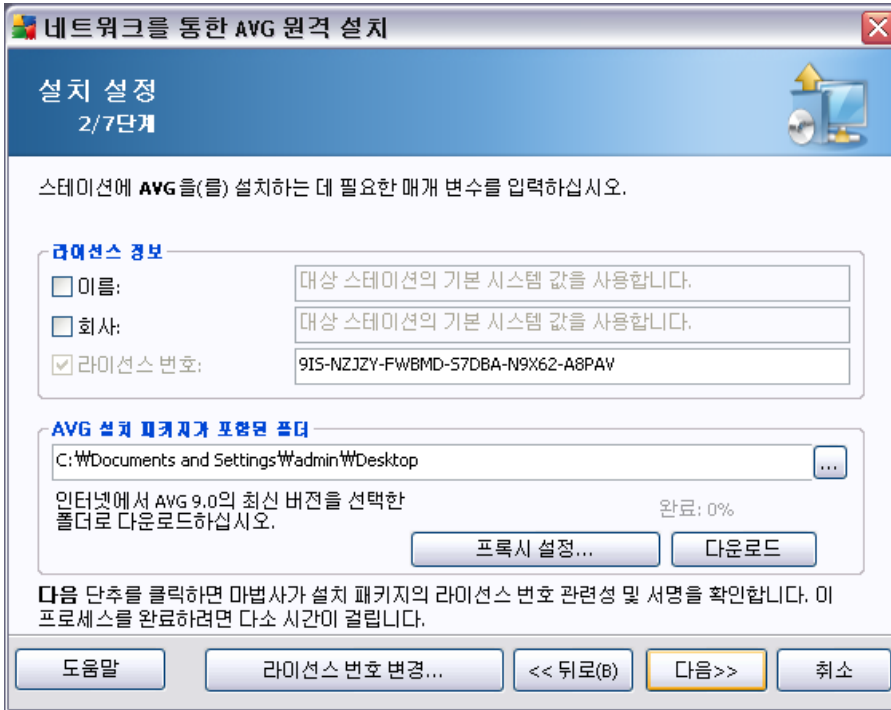 네트워크를 통한 AVG 원격 설치
설치 설정
2/7단계
스테이션에 AVG을(를) 설치하는 데 필요한 매개 변수를 입력하십시오.
라이선스 정보
이름: 대상 스테이션의 기본 시스템 값을 사용합니다.
회사: 대상 스테이션의 기본 시스템 값을 사용합니다.
라이선스 번호: 9IS-NZJZY-FWBMD-S7DBA-N9X62-A8PAV
AVG 설치 패키지가 포함된 폴더
C:₩Documents and Settings₩admin₩Desktop ...
인터넷에서 AVG 9.0의 최신 버전을 선택한
폴더로 다운로드하십시오.
완료: 0%
프록시 설정... 다운로드
다음 단추를 클릭하면 마법사가 설치 패키지의 라이선스 번호 관련성 및 서명을 확인합니다. 이
프로세스를 완료하려면 다소 시간이 걸립니다.
도움말 라이선스 번호 변경... << 뒤로(B) 다음>> 취소